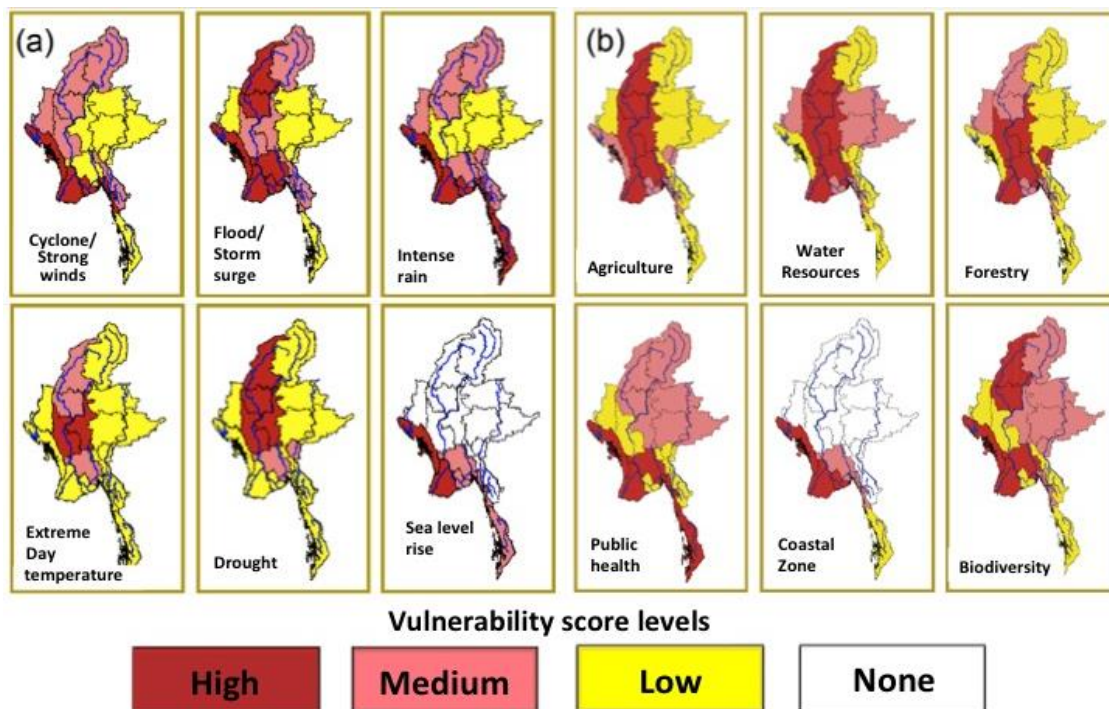 (a)
(b)
Cyclone/
Strong
winds
Flood/
Storm
surge
Intense
rain
Agriculture
Water
Resources
Forestry
Extreme
Day
temperature
Drought
Sea level
rise
Public
health
Coastal
Zone
Biodiversity
Vulnerability score levels
High
Medium
Low
None